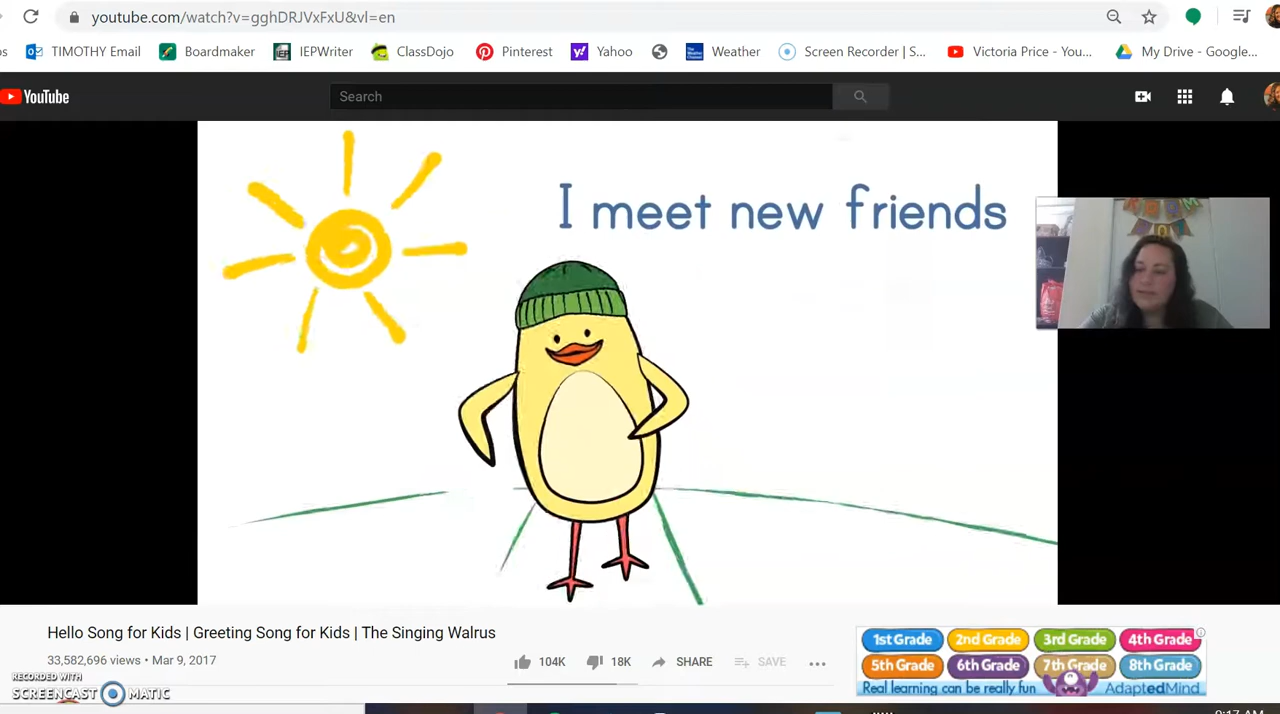 youtube.com/watch?v=gghDRJVxFxU&vl=en
TIMOTHY Email Boardmaker IEP IEPWriter ClassDojo Pinterest Yahoo Weather Screen Recorder | S... Victoria Price - You... My Drive - Google...
YouTube Search
I meet new friends
Hello Song for Kids | Greeting Song for Kids | The Singing Walrus
33,582,696 views • Mar 9, 2017
104K 18K SHARE SAVE
1st Grade 2nd Grade 3rd Grade 4th Grade
5th Grade 6th Grade 7th Grade 8th Grade
Real learning can be really fun AdaptedMind
RECORDED WITH
SCREENCAST MATIC